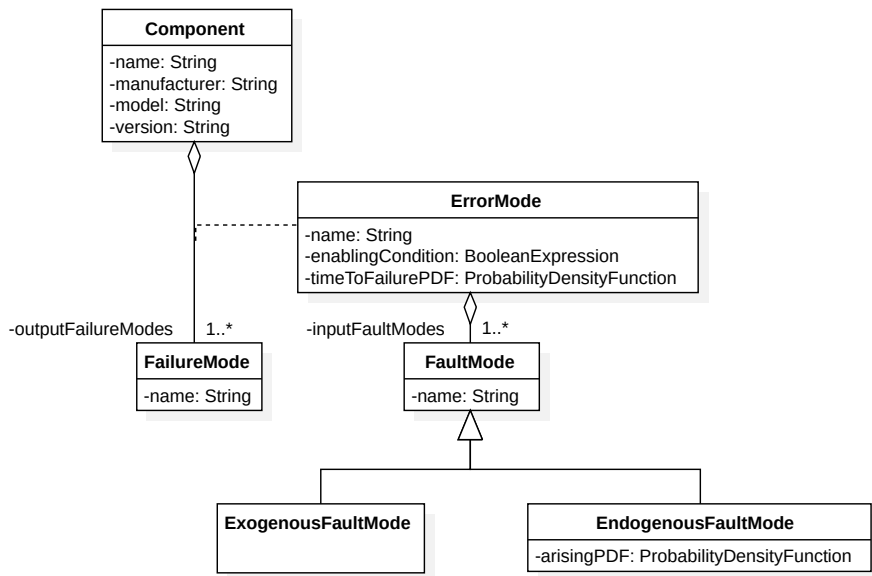 Component
-name: String
-manufacturer: String
-model: String
-version: String
ErrorMode
-name: String
-enablingCondition: BooleanExpression
-timeToFailurePDF: ProbabilityDensityFunction
-outputFailureModes 1..*
-inputFaultModes 1..*
FailureMode
-name: String
FaultMode
-name: String
ExogenousFaultMode
EndogenousFaultMode
-arisingPDF: ProbabilityDensityFunction